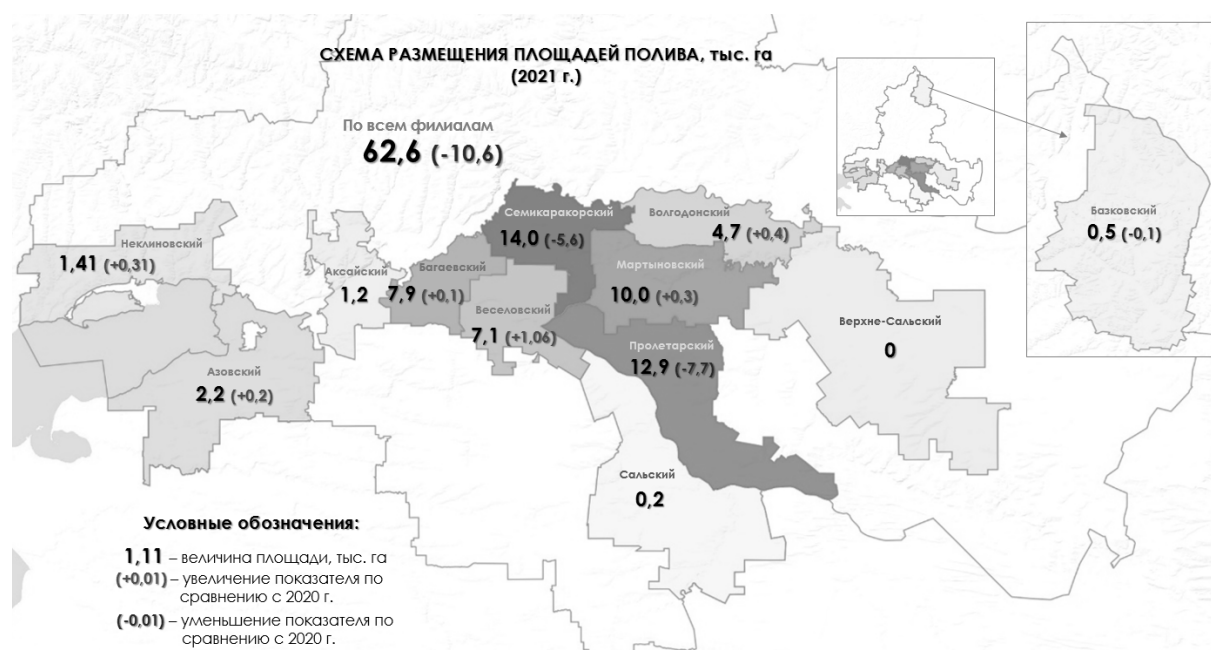 СХЕМА РАЗМЕЩЕНИЯ ПЛОЩАДЕЙ ПОЛИВА, тыс. га
(2021 г.)
По всем филиалам
62,6 (-10,6)
Базковский
0,5 (-0,1)
Семикаракорский
14,0 (-5,6)
Волгодонский
4,7 (+0,4)
Неклиновский
1,41 (+0,31)
Аксайский
1,2
Багаевский
7,9 (+0,1)
Мартыновский
10,0 (+0,3)
Веселовский
7,1 (+1,06)
Верхне-Сальский
0
Пролетарский
12,9 (-7,7)
Азовский
2,2 (+0,2)
Сальский
0,2
Условные обозначения:
1,11 – величина площади, тыс. га
(+0,01) – увеличение показателя по
сравнению с 2020 г.
(-0,01) – уменьшение показателя по
сравнению с 2020 г.